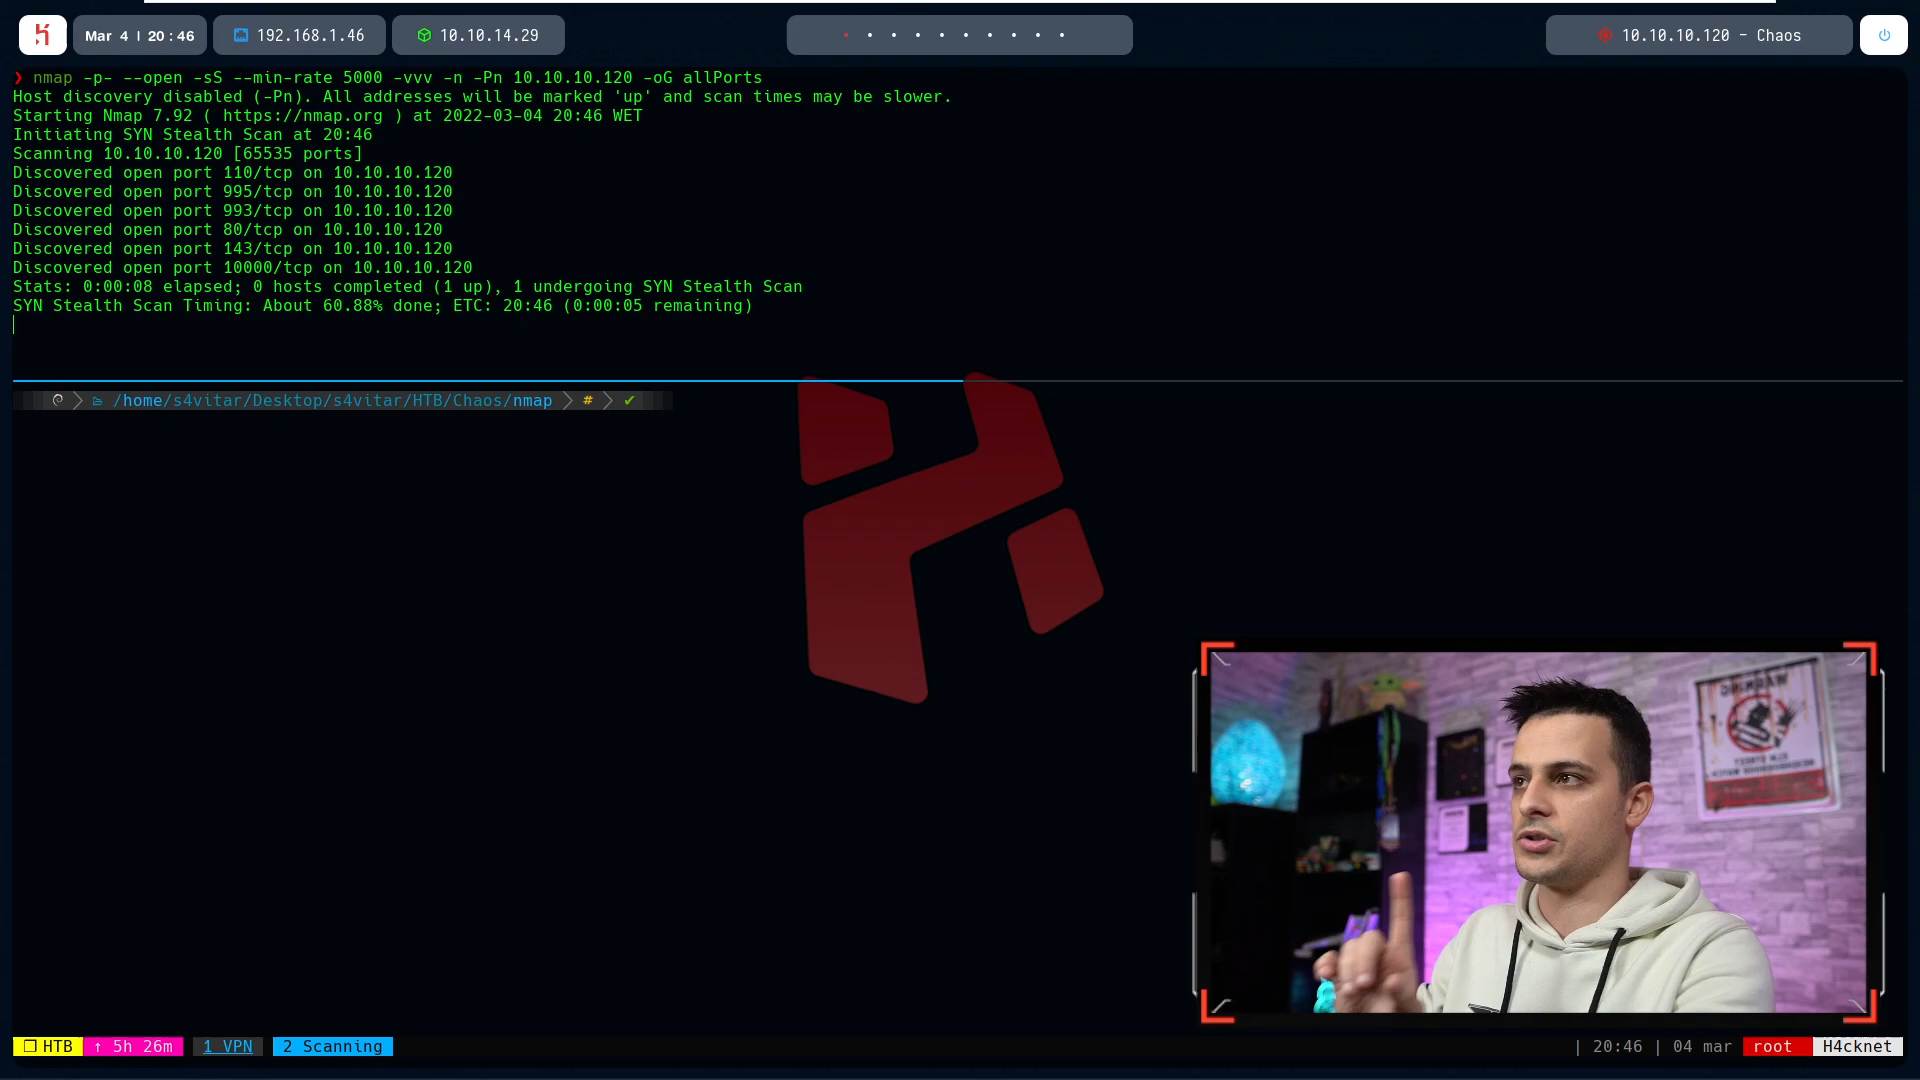 Mar 4 | 20:46
192.168.1.46
10.10.14.29
10.10.10.120 - Chaos
❯ nmap -p- --open -sS --min-rate 5000 -vvv -n -Pn 10.10.10.120 -oG allPorts
Host discovery disabled (-Pn). All addresses will be marked 'up' and scan times may be slower.
Starting Nmap 7.92 ( https://nmap.org ) at 2022-03-04 20:46 WET
Initiating SYN Stealth Scan at 20:46
Scanning 10.10.10.120 [65535 ports]
Discovered open port 110/tcp on 10.10.10.120
Discovered open port 995/tcp on 10.10.10.120
Discovered open port 993/tcp on 10.10.10.120
Discovered open port 80/tcp on 10.10.10.120
Discovered open port 143/tcp on 10.10.10.120
Discovered open port 10000/tcp on 10.10.10.120
Stats: 0:00:08 elapsed; 0 hosts completed (1 up), 1 undergoing SYN Stealth Scan
SYN Stealth Scan Timing: About 60.88% done; ETC: 20:46 (0:00:05 remaining)
/home/s4vitar/Desktop/s4vitar/HTB/Chaos/nmap # ✔
WARNING
ELM STREET
NEIGHBORHOOD WATCH
HTB ↑ 5h 26m 1 VPN 2 Scanning
| 20:46 | 04 mar root H4cknet